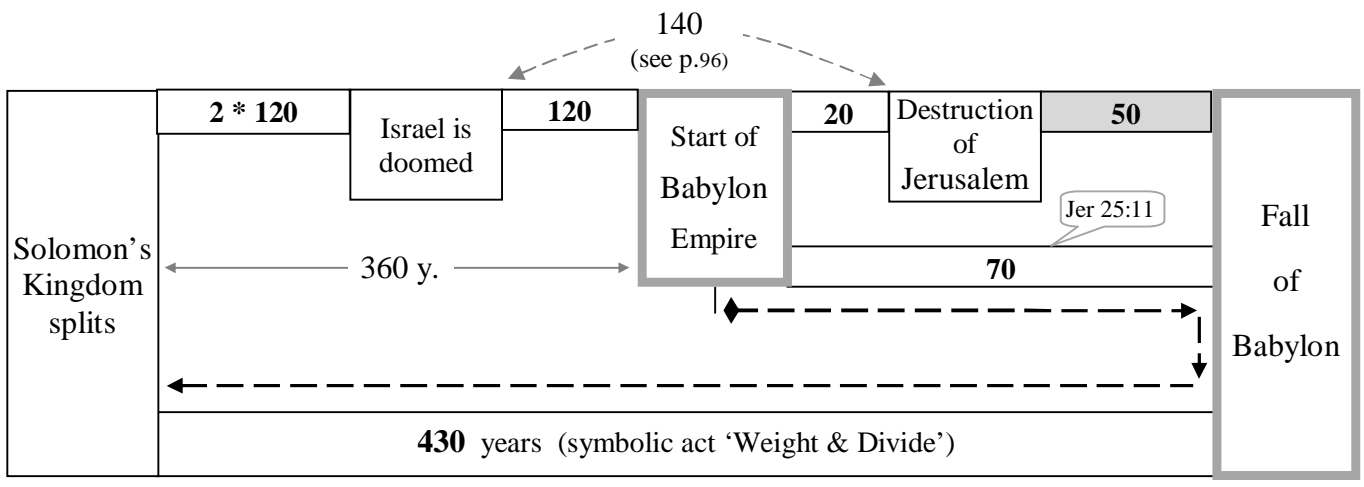 140
(see p.96)
2 * 120
Israel is
doomed
120
Start of
Babylon
Empire
20
Destruction
of
Jerusalem
50
Jer 25:11
Solomon’s
Kingdom
splits
360 y.
70
Fall
of
Babylon
430 years (symbolic act ‘Weight & Divide’)